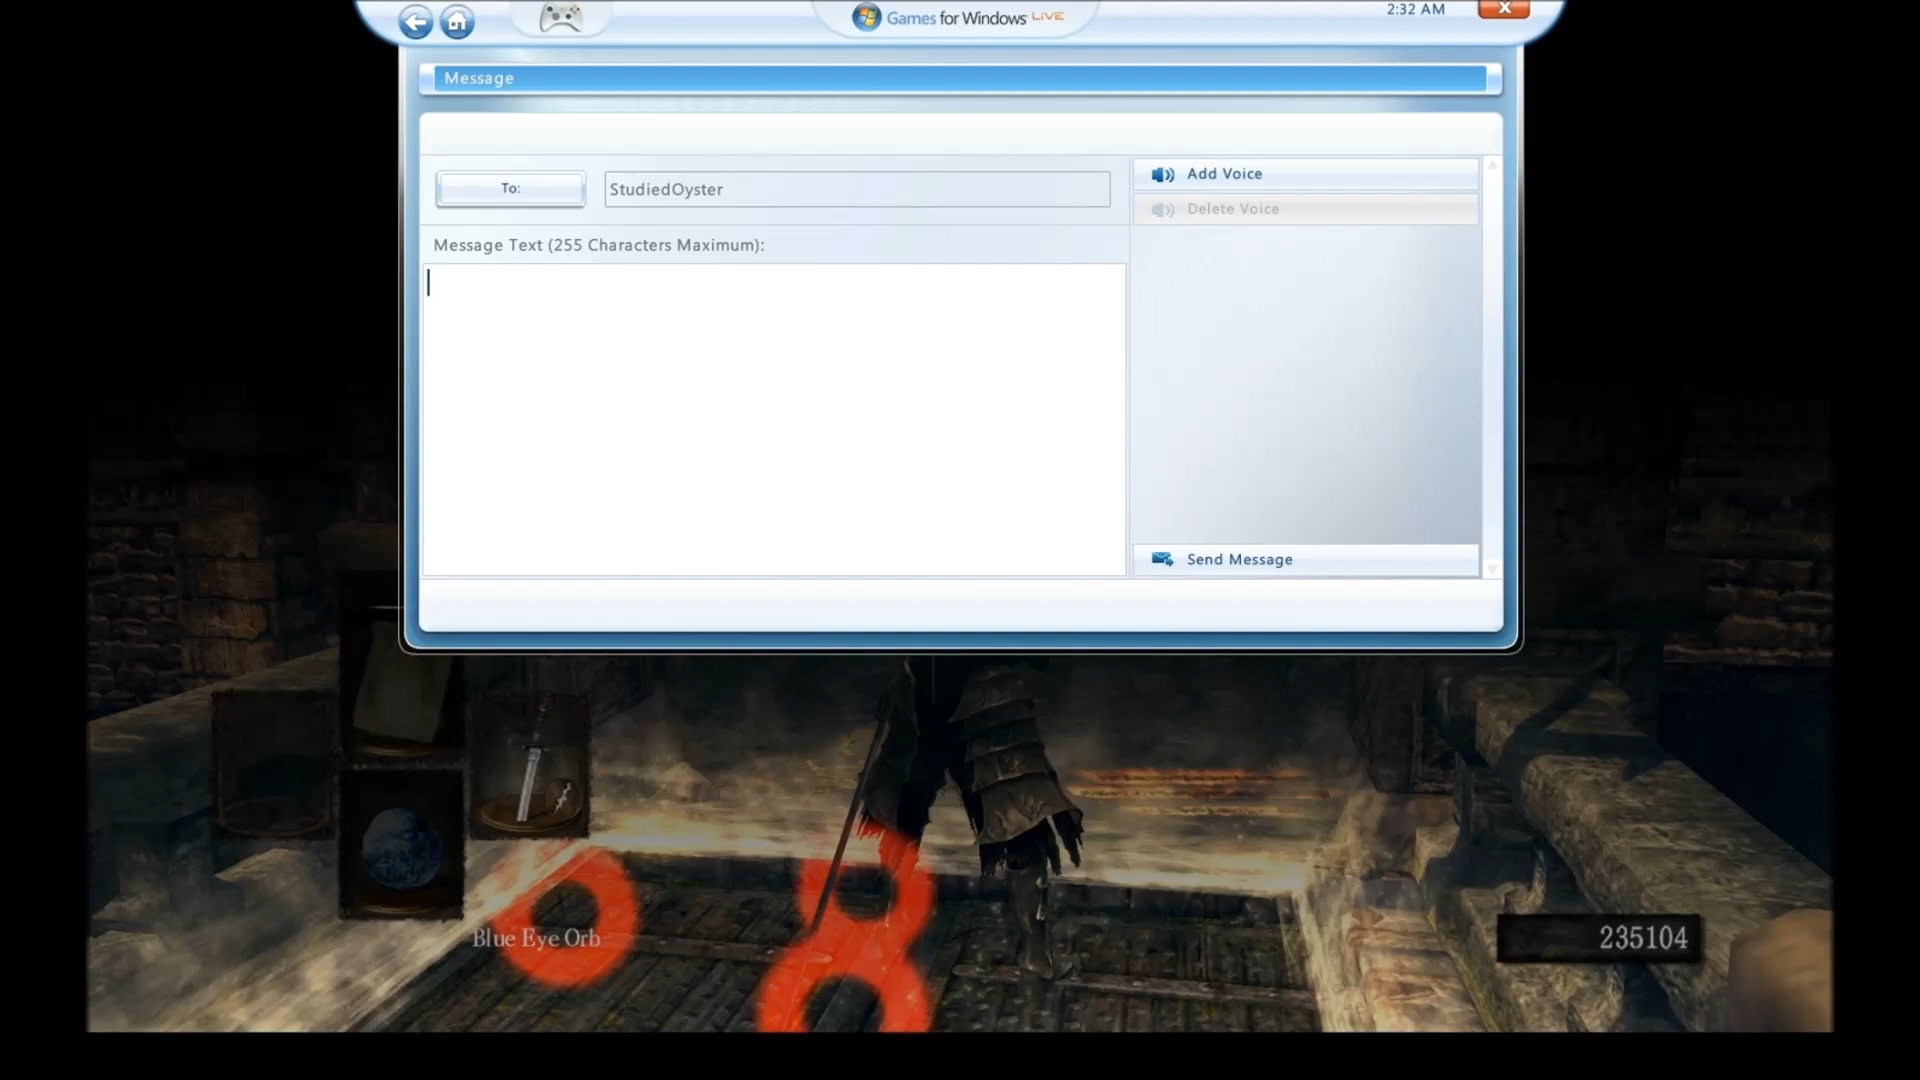 Games for Windows LIVE
2:32 AM
Message
To:
StudiedOyster
Add Voice
Delete Voice
Message Text (255 Characters Maximum):
Send Message
Blue Eye Orb
235104